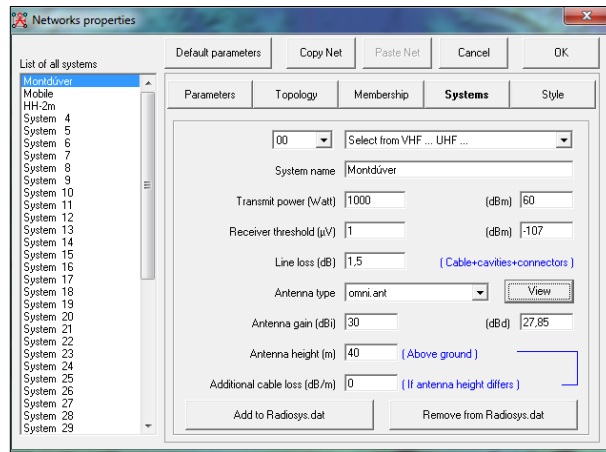 Networks properties
Default parameters
Copy Net
Paste Net
Cancel
OK
List of all systems
Montdúver
Mobile
HH-2m
System 4
System 5
System 6
System 7
System 8
System 9
System 10
System 11
System 12
System 13
System 14
System 15
System 16
System 17
System 18
System 19
System 20
System 21
System 22
System 23
System 24
System 25
System 26
System 27
System 28
System 29
Parameters
Topology
Membership
Systems
Style
00
Select from VHF ... UHF ...
System name Montdúver
Transmit power (Watt) 1000 (dBm) 60
Receiver threshold (µV) 1 (dBm) -107
Line loss (dB) 1,5 ( Cable+cavities+connectors )
Antenna type omni.ant View
Antenna gain (dBi) 30 (dBd) 27,85
Antenna height (m) 40 ( Above ground )
Additional cable loss (dB/m) 0 ( If antenna height differs )
Add to Radiosys.dat
Remove from Radiosys.dat